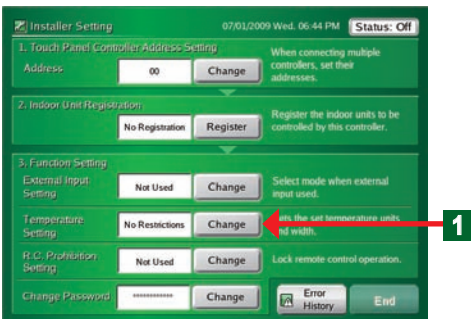 Installer Setting 07/01/2009 Wed. 06:44 PM Status: Off
1. Touch Panel Controller Address Setting
Address 00 Change
When connecting multiple
controllers, set their
addresses.
2. Indoor Unit Registration
No Registration Register
Register the indoor units to be
controlled by this controller.
3. Function Setting
External Input
Setting
Not Used Change
Select mode when external
input used.
Temperature
Setting
No Restrictions Change
the set temperature units
width.
1
R.C. Prohibition
Setting
Not Used Change
Lock remote control operation.
Change Password ************ Change
Error
History
End